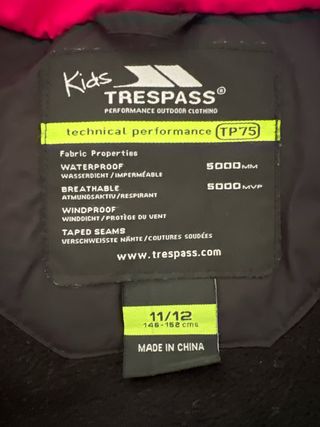 Kids
TRESPASS®
PERFORMANCE OUTDOOR CLOTHING
technical performance TP75
Fabric Properties
WATERPROOF 5000MM
WASSERDICHT/IMPERMÉABLE
BREATHABLE 5000MVP
ATMUNGSAKTIV/RESPIRANT
WINDPROOF
WINDDICHT/PROTÈGE DU VENT
TAPED SEAMS
VERSCHWEISSTE NÄHTE/COUTURES SOUDÉES
www.trespass.com
11/12
146-152 cms
MADE IN CHINA